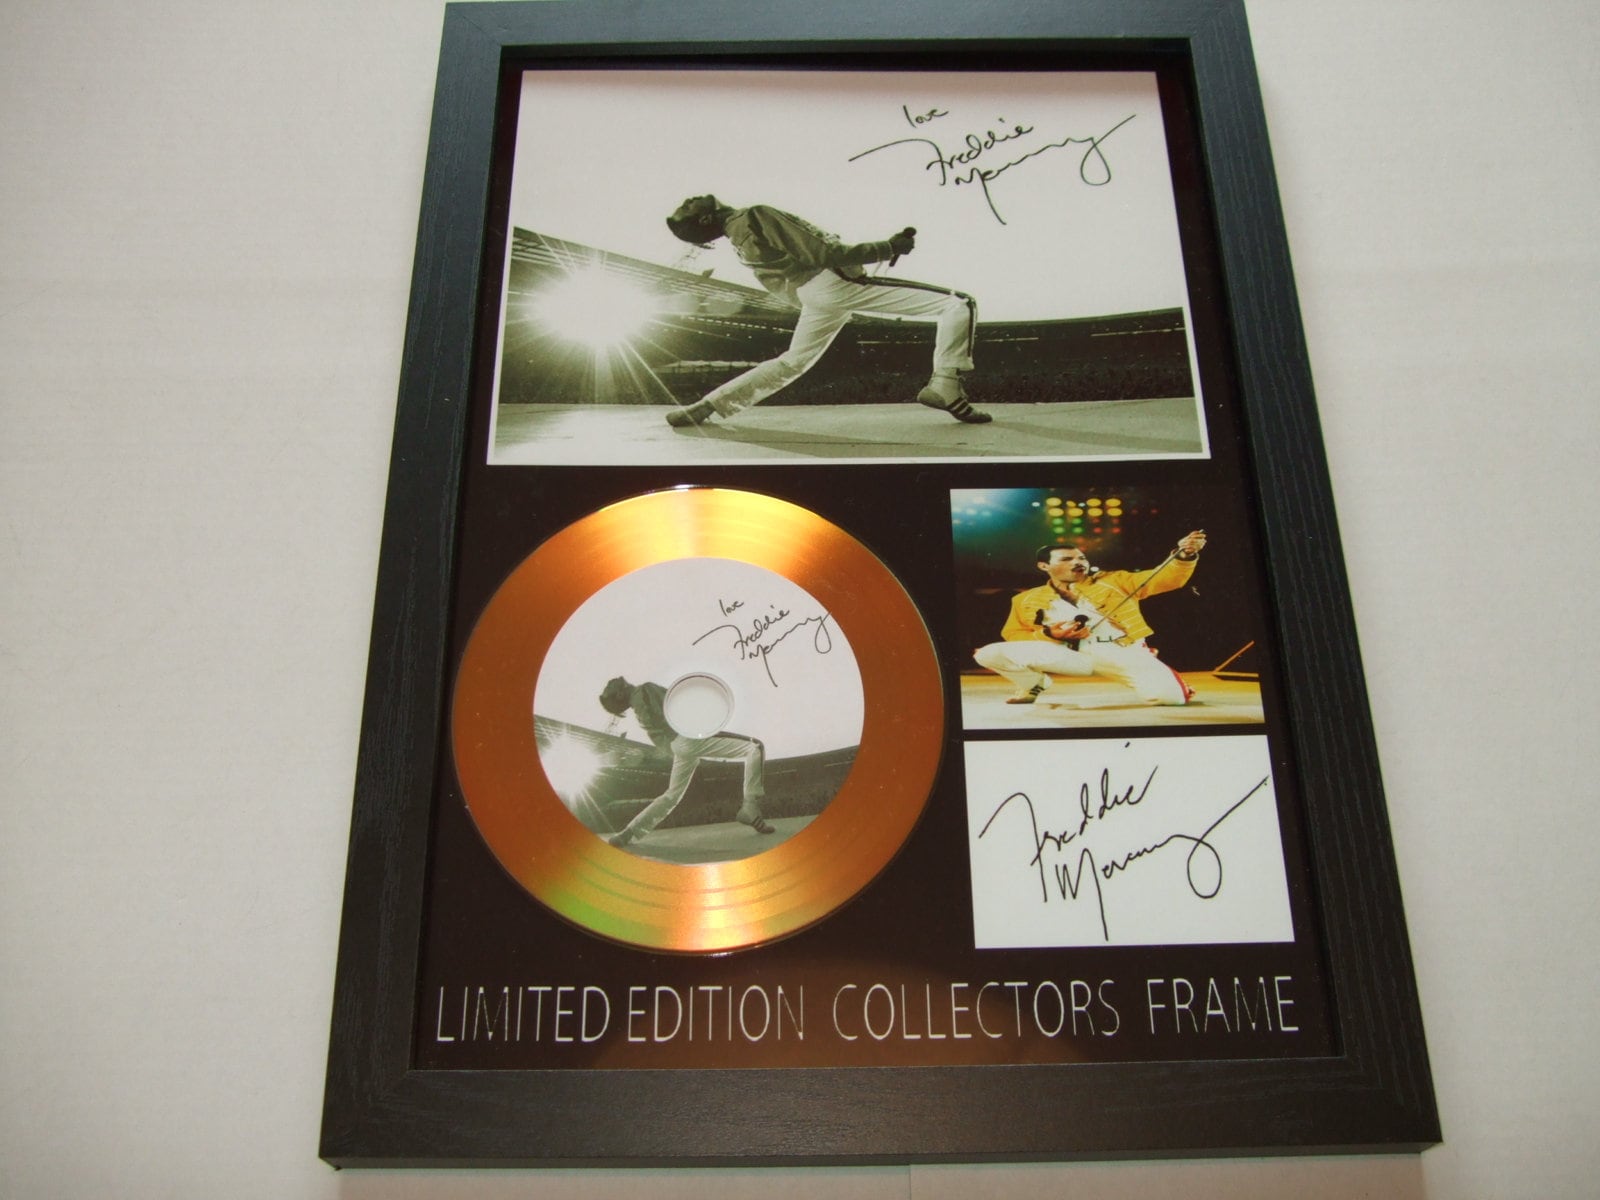 love
Freddie
Mercury
love
Freddie
Mercury
Freddie
Mercury
LIMITED EDITION COLLECTORS FRAME